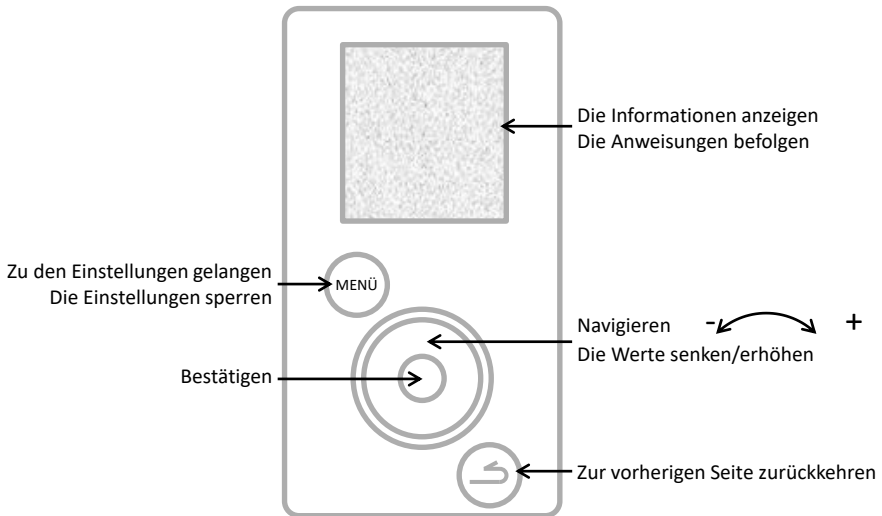 Die Informationen anzeigen
Die Anweisungen befolgen
Zu den Einstellungen gelangen
Die Einstellungen sperren
MENÜ
Navigieren - +
Die Werte senken/erhöhen
Bestätigen
Zur vorherigen Seite zurückkehren